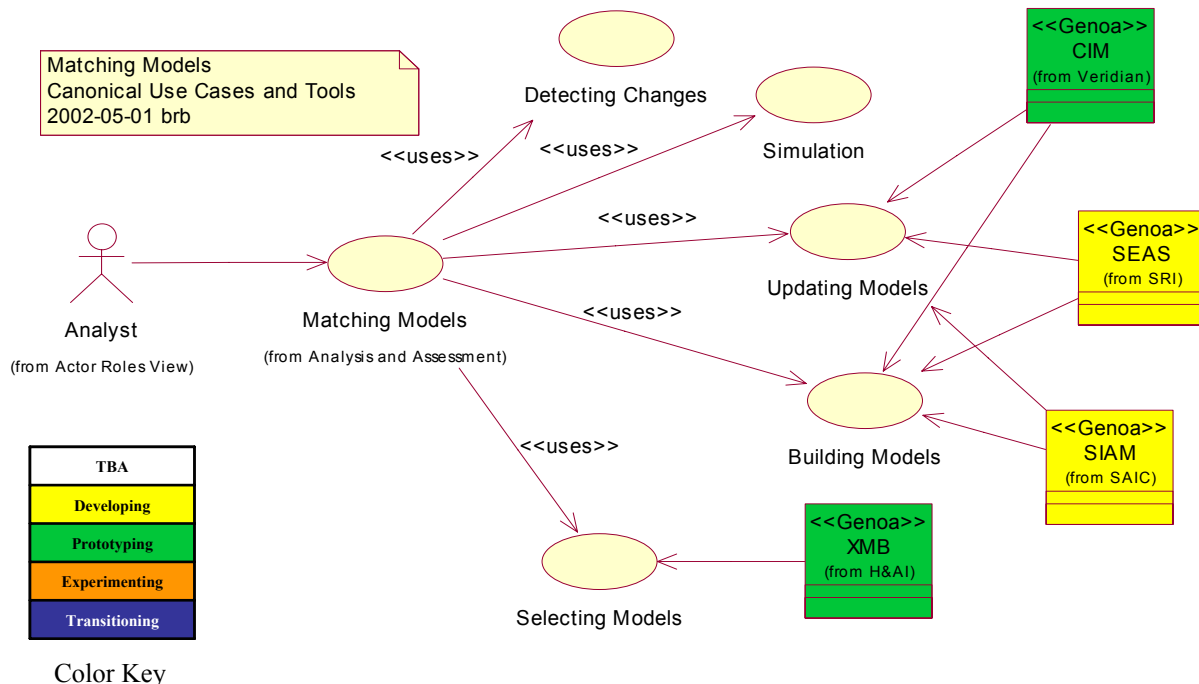 Matching Models
Canonical Use Cases and Tools
2002-05-01 brb
Detecting Changes
Simulation
<<Genoa>>
CIM
(from Veridian)
<<uses>>
<<uses>>
<<uses>>
<<uses>>
<<uses>>
Analyst
(from Actor Roles View)
Matching Models
(from Analysis and Assessment)
Updating Models
<<Genoa>>
SEAS
(from SRI)
Building Models
<<Genoa>>
SIAM
(from SAIC)
Selecting Models
<<Genoa>>
XMB
(from H&AI)
TBA
Developing
Prototyping
Experimenting
Transitioning
Color Key